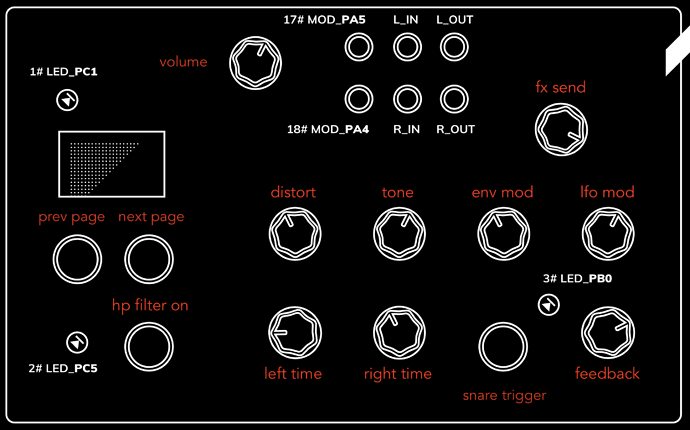 17# MOD_PA5 L_IN L_OUT
volume
1# LED_PC1
fx send
18# MOD_PA4 R_IN R_OUT
distort tone env mod lfo mod
prev page next page
3# LED_PB0
hp filter on
2# LED_PC5
left time right time feedback
snare trigger